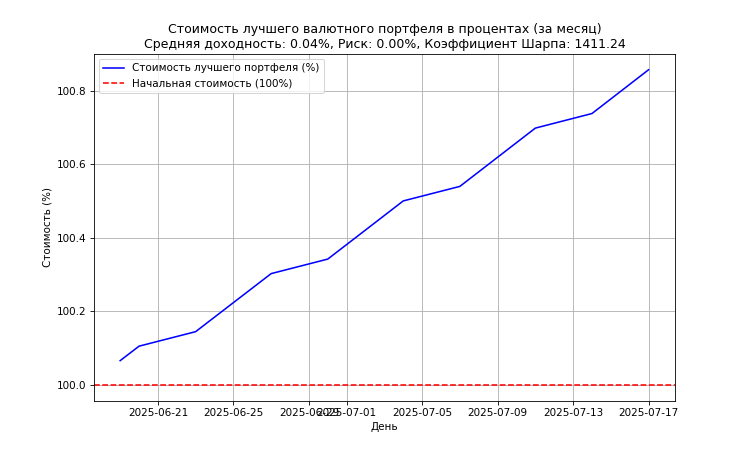 Стоимость лучшего валютного портфеля в процентах (за месяц)
Средняя доходность: 0.04%, Риск: 0.00%, Коэффициент Шарпа: 1411.24
Стоимость лучшего портфеля (%)
Начальная стоимость (100%)
Стоимость (%)
100.8
100.6
100.4
100.2
100.0
2025-06-21 2025-06-25 2025-06-29 2025-07-01 2025-07-05 2025-07-09 2025-07-13 2025-07-17
День